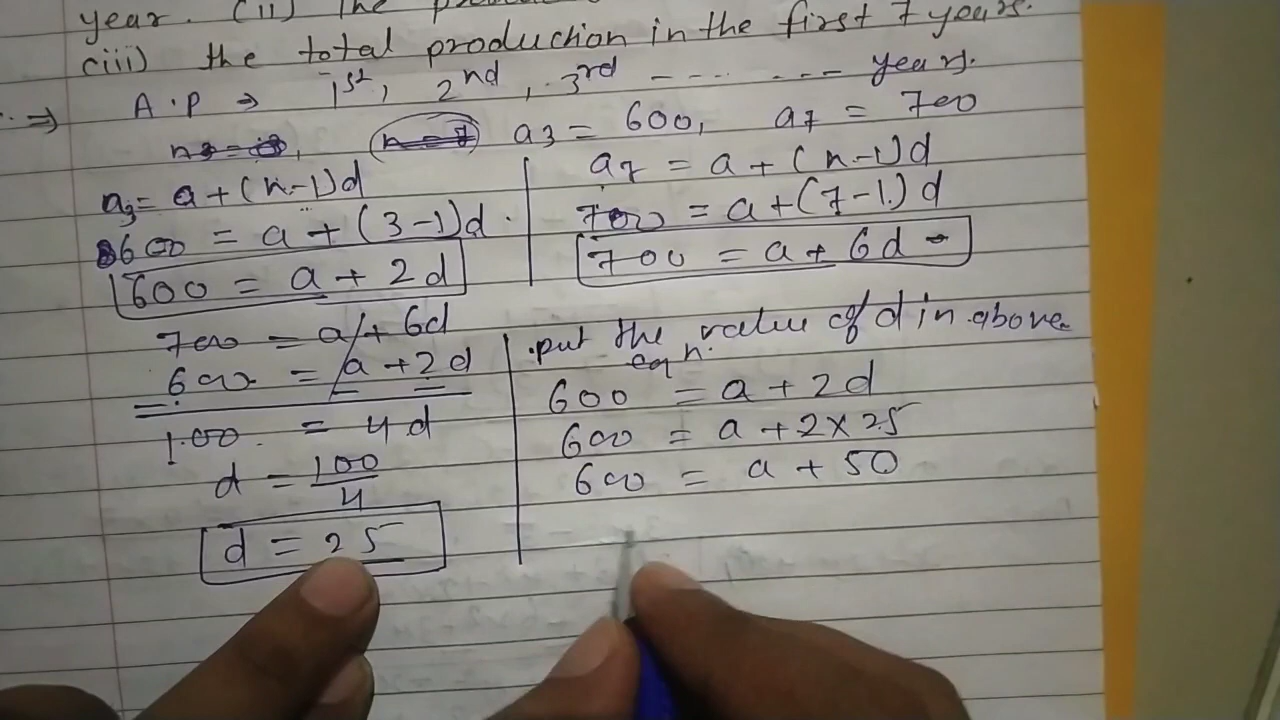 year. (ii) The
(iii) the total production in the first 7 years.
∴ ⇒ A.P → 1st, 2nd, 3rd - - - - - - - years.
a3 = 600, a7 = 700
a3 = a + (n-1)d
600 = a + (3-1)d.
600 = a + 2d
a7 = a + (n-1)d
700 = a + (7-1)d
700 = a + 6d
700 = a + 6d
600 = a + 2d
100 = 4d
d = 100/4
d = 25
put the value of d in above
eqn.
600 = a + 2d
600 = a + 2×25
600 = a + 50